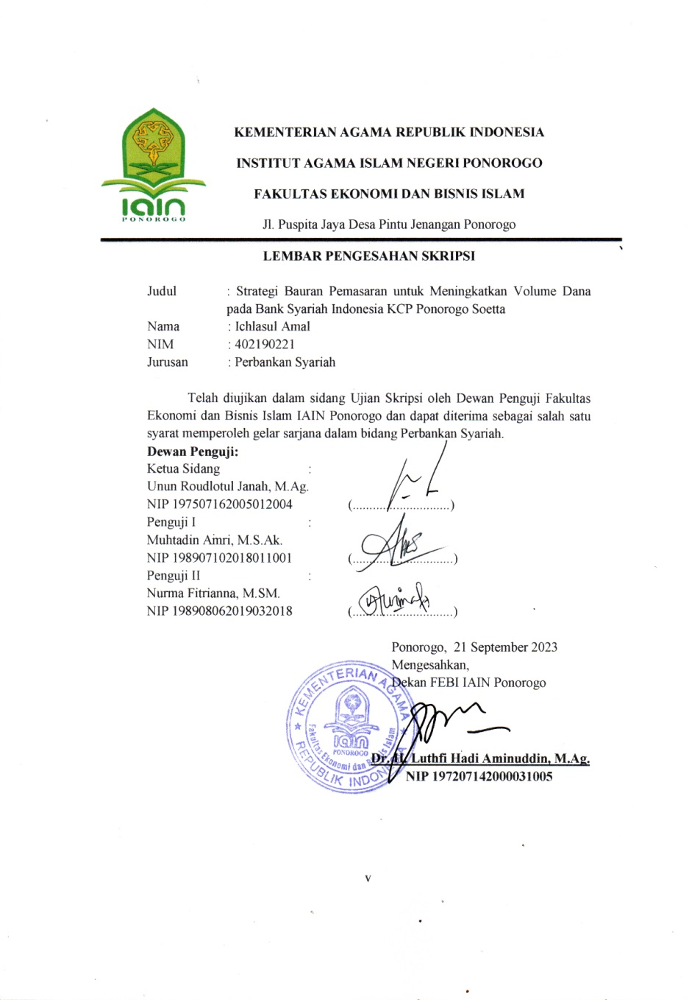 KEMENTERIAN AGAMA REPUBLIK INDONESIA
INSTITUT AGAMA ISLAM NEGERI PONOROGO
FAKULTAS EKONOMI DAN BISNIS ISLAM
Jl. Puspita Jaya Desa Pintu Jenangan Ponorogo
iain
PONOROGO
LEMBAR PENGESAHAN SKRIPSI
Judul : Strategi Bauran Pemasaran untuk Meningkatkan Volume Dana
pada Bank Syariah Indonesia KCP Ponorogo Soetta
Nama : Ichlasul Amal
NIM : 402190221
Jurusan : Perbankan Syariah
Telah diujikan dalam sidang Ujian Skripsi oleh Dewan Penguji Fakultas
Ekonomi dan Bisnis Islam IAIN Ponorogo dan dapat diterima sebagai salah satu
syarat memperoleh gelar sarjana dalam bidang Perbankan Syariah.
Dewan Penguji:
Ketua Sidang :
Unun Roudlotul Janah, M.Ag.
NIP 197507162005012004 (.............................)
Penguji I :
Muhtadin Amri, M.S.Ak.
NIP 198907102018011001 (..............................)
Penguji II :
Nurma Fitrianna, M.SM.
NIP 198908062019032018 (..............................)
Ponorogo, 21 September 2023
Mengesahkan,
Dekan FEBI IAIN Ponorogo
KEMENTERIAN AGAMA
REPUBLIK INDONESIA
iain
PONOROGO
Fakultas Ekonomi dan Bisnis Islam
Dr. H. Luthfi Hadi Aminuddin, M.Ag.
NIP 197207142000031005
v